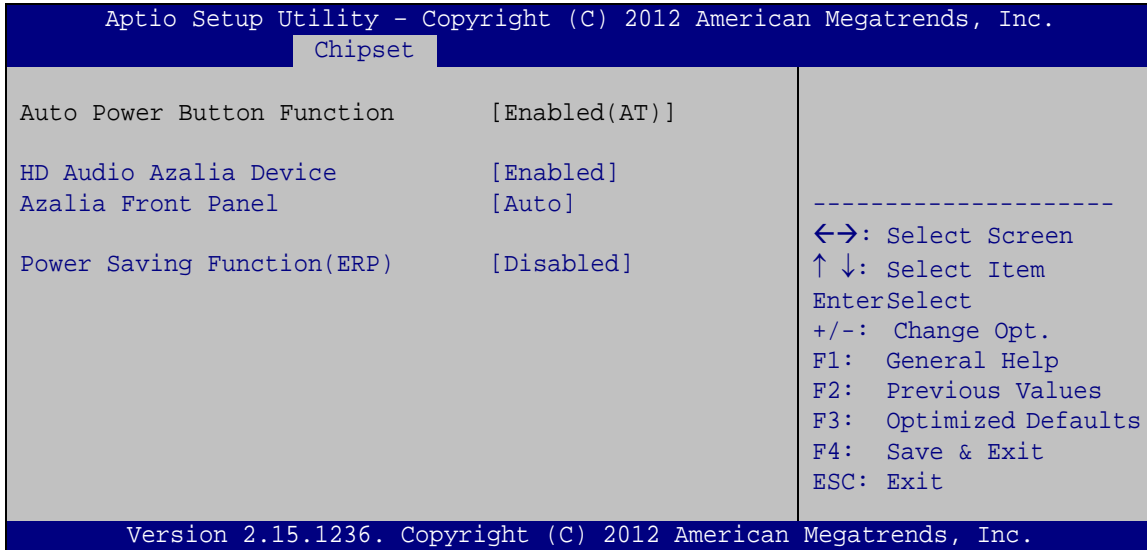 Aptio Setup Utility – Copyright (C) 2012 American Megatrends, Inc.
Chipset
Auto Power Button Function [Enabled(AT)]
HD Audio Azalia Device [Enabled]
Azalia Front Panel [Auto]
Power Saving Function(ERP) [Disabled]
---------------------
←→: Select Screen
↑ ↓: Select Item
EnterSelect
+/-: Change Opt.
F1: General Help
F2: Previous Values
F3: Optimized Defaults
F4: Save & Exit
ESC: Exit
Version 2.15.1236. Copyright (C) 2012 American Megatrends, Inc.